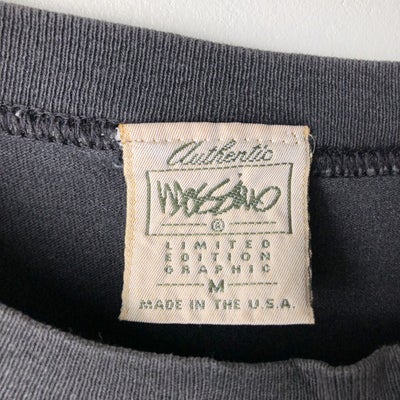 Authentic
MOSSIMO
®
LIMITED
EDITION
GRAPHIC
M
MADE IN THE U.S.A.